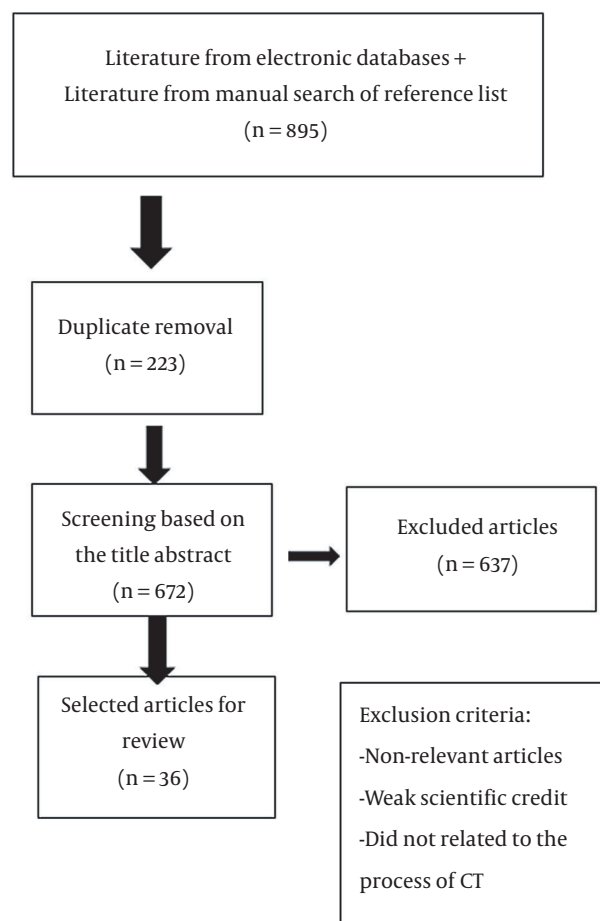 Literature from electronic databases +
Literature from manual search of reference list
(n = 895)
Duplicate removal
(n = 223)
Screening based on
the title abstract
(n = 672)
Excluded articles
(n = 637)
Selected articles for
review
(n = 36)
Exclusion criteria:
-Non-relevant articles
-Weak scientific credit
-Did not related to the
process of CT